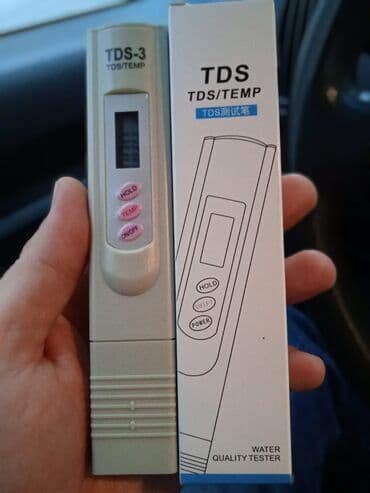 TDS-3
TDS/TEMP
HOLD
TEMP
ON/OFF
TDS
TDS/TEMP
TDS测试笔
HOLD
POWER
WATER
QUALITY TESTER